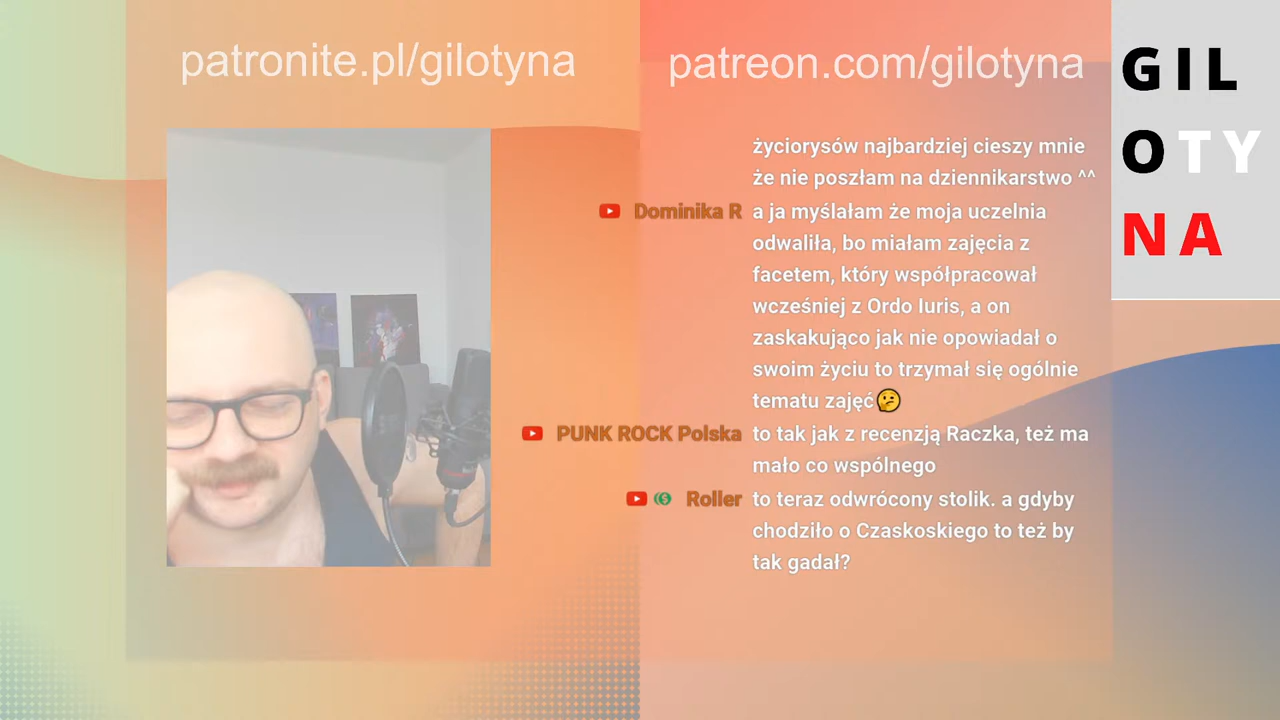 patronite.pl/gilotyna
patreon.com/gilotyna
GIL
OTY
NA
życiorysów najbardziej cieszy mnie
że nie poszłam na dziennikarstwo ^^
Dominika R a ja myślałam że moja uczelnia
odwaliła, bo miałam zajęcia z
facetem, który współpracował
wcześniej z Ordo Iuris, a on
zaskakująco jak nie opowiadał o
swoim życiu to trzymał się ogólnie
tematu zajęć🤔
PUNK ROCK Polska to tak jak z recenzją Raczka, też ma
mało co wspólnego
Roller to teraz odwrócony stolik. a gdyby
chodziło o Czaskoskiego to też by
tak gadał?